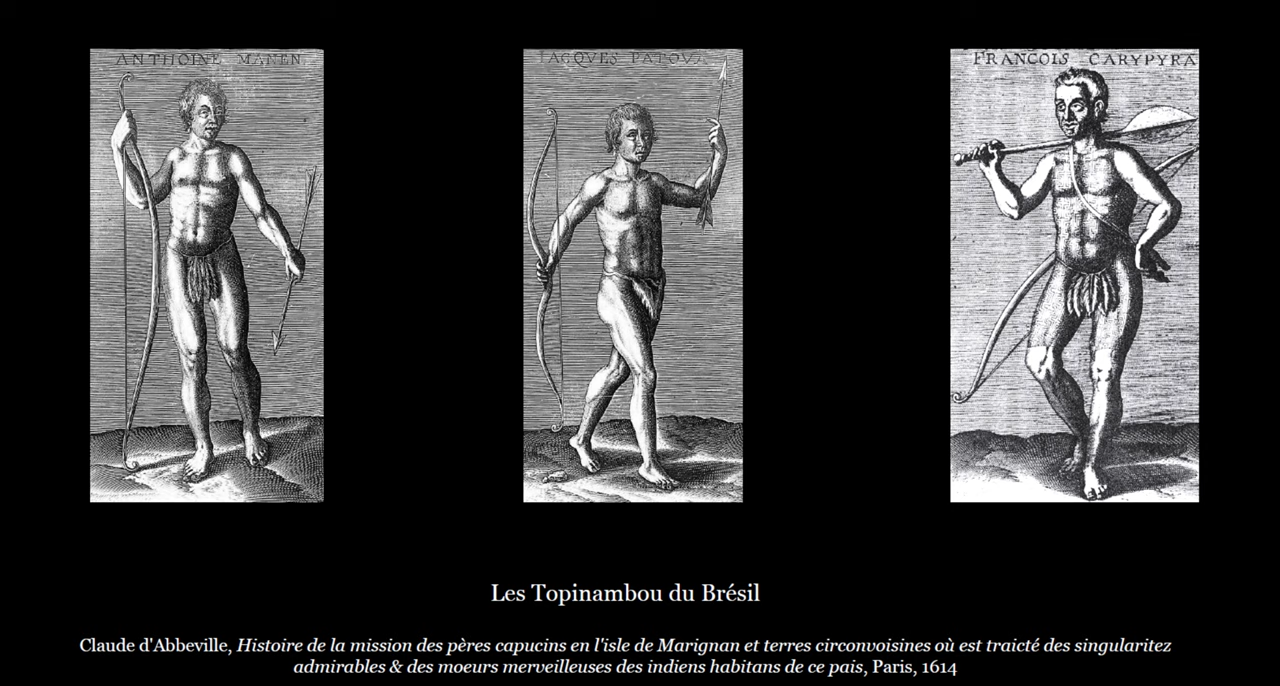 ANTHOINE MANEN
IACQVES PATOVA
FRANCOIS CARYPYRA
Les Topinambou du Brésil
Claude d'Abbeville, Histoire de la mission des pères capucins en l'isle de Marignan et terres circonvoisines où est traicté des singularitez
admirables & des moeurs merveilleuses des indiens habitans de ce pais, Paris, 1614